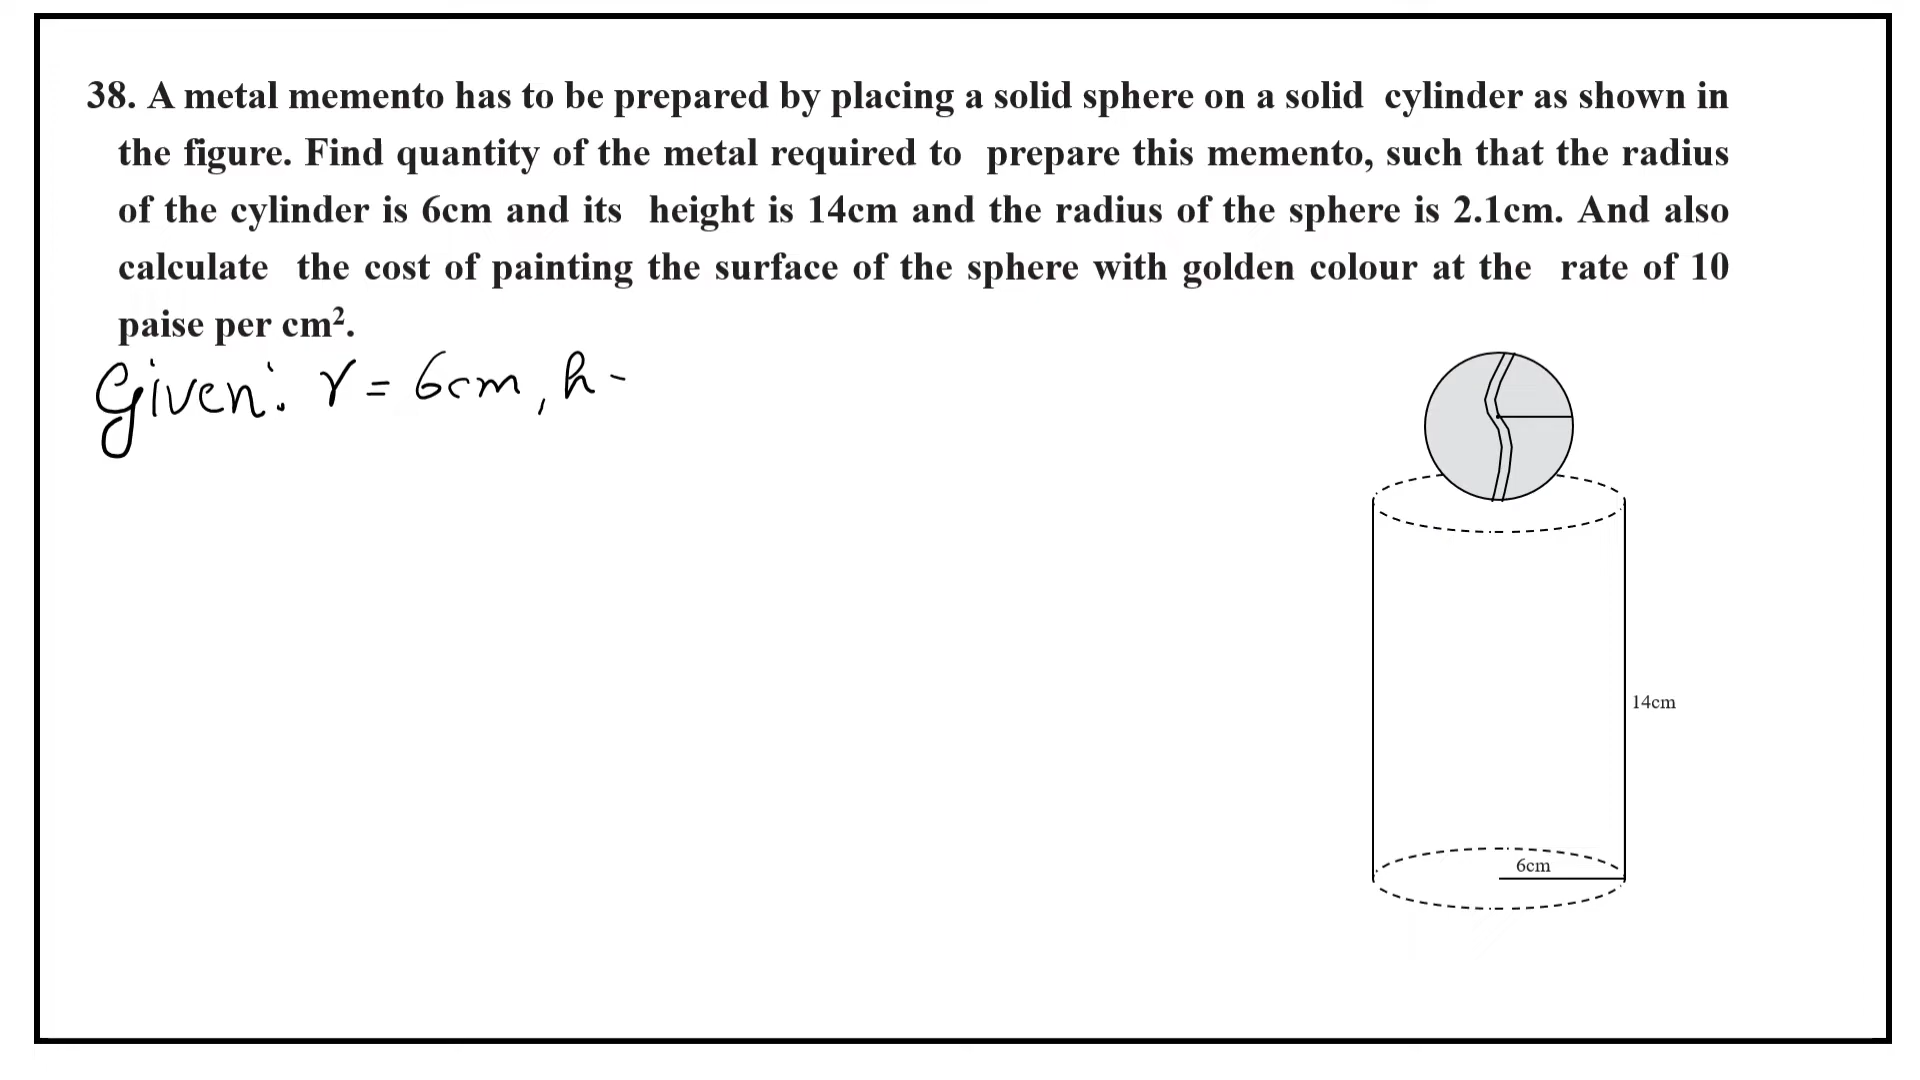 38. A metal memento has to be prepared by placing a solid sphere on a solid cylinder as shown in
the figure. Find quantity of the metal required to prepare this memento, such that the radius
of the cylinder is 6cm and its height is 14cm and the radius of the sphere is 2.1cm. And also
calculate the cost of painting the surface of the sphere with golden colour at the rate of 10
paise per cm².
Given: r = 6cm, h -
14cm
6cm